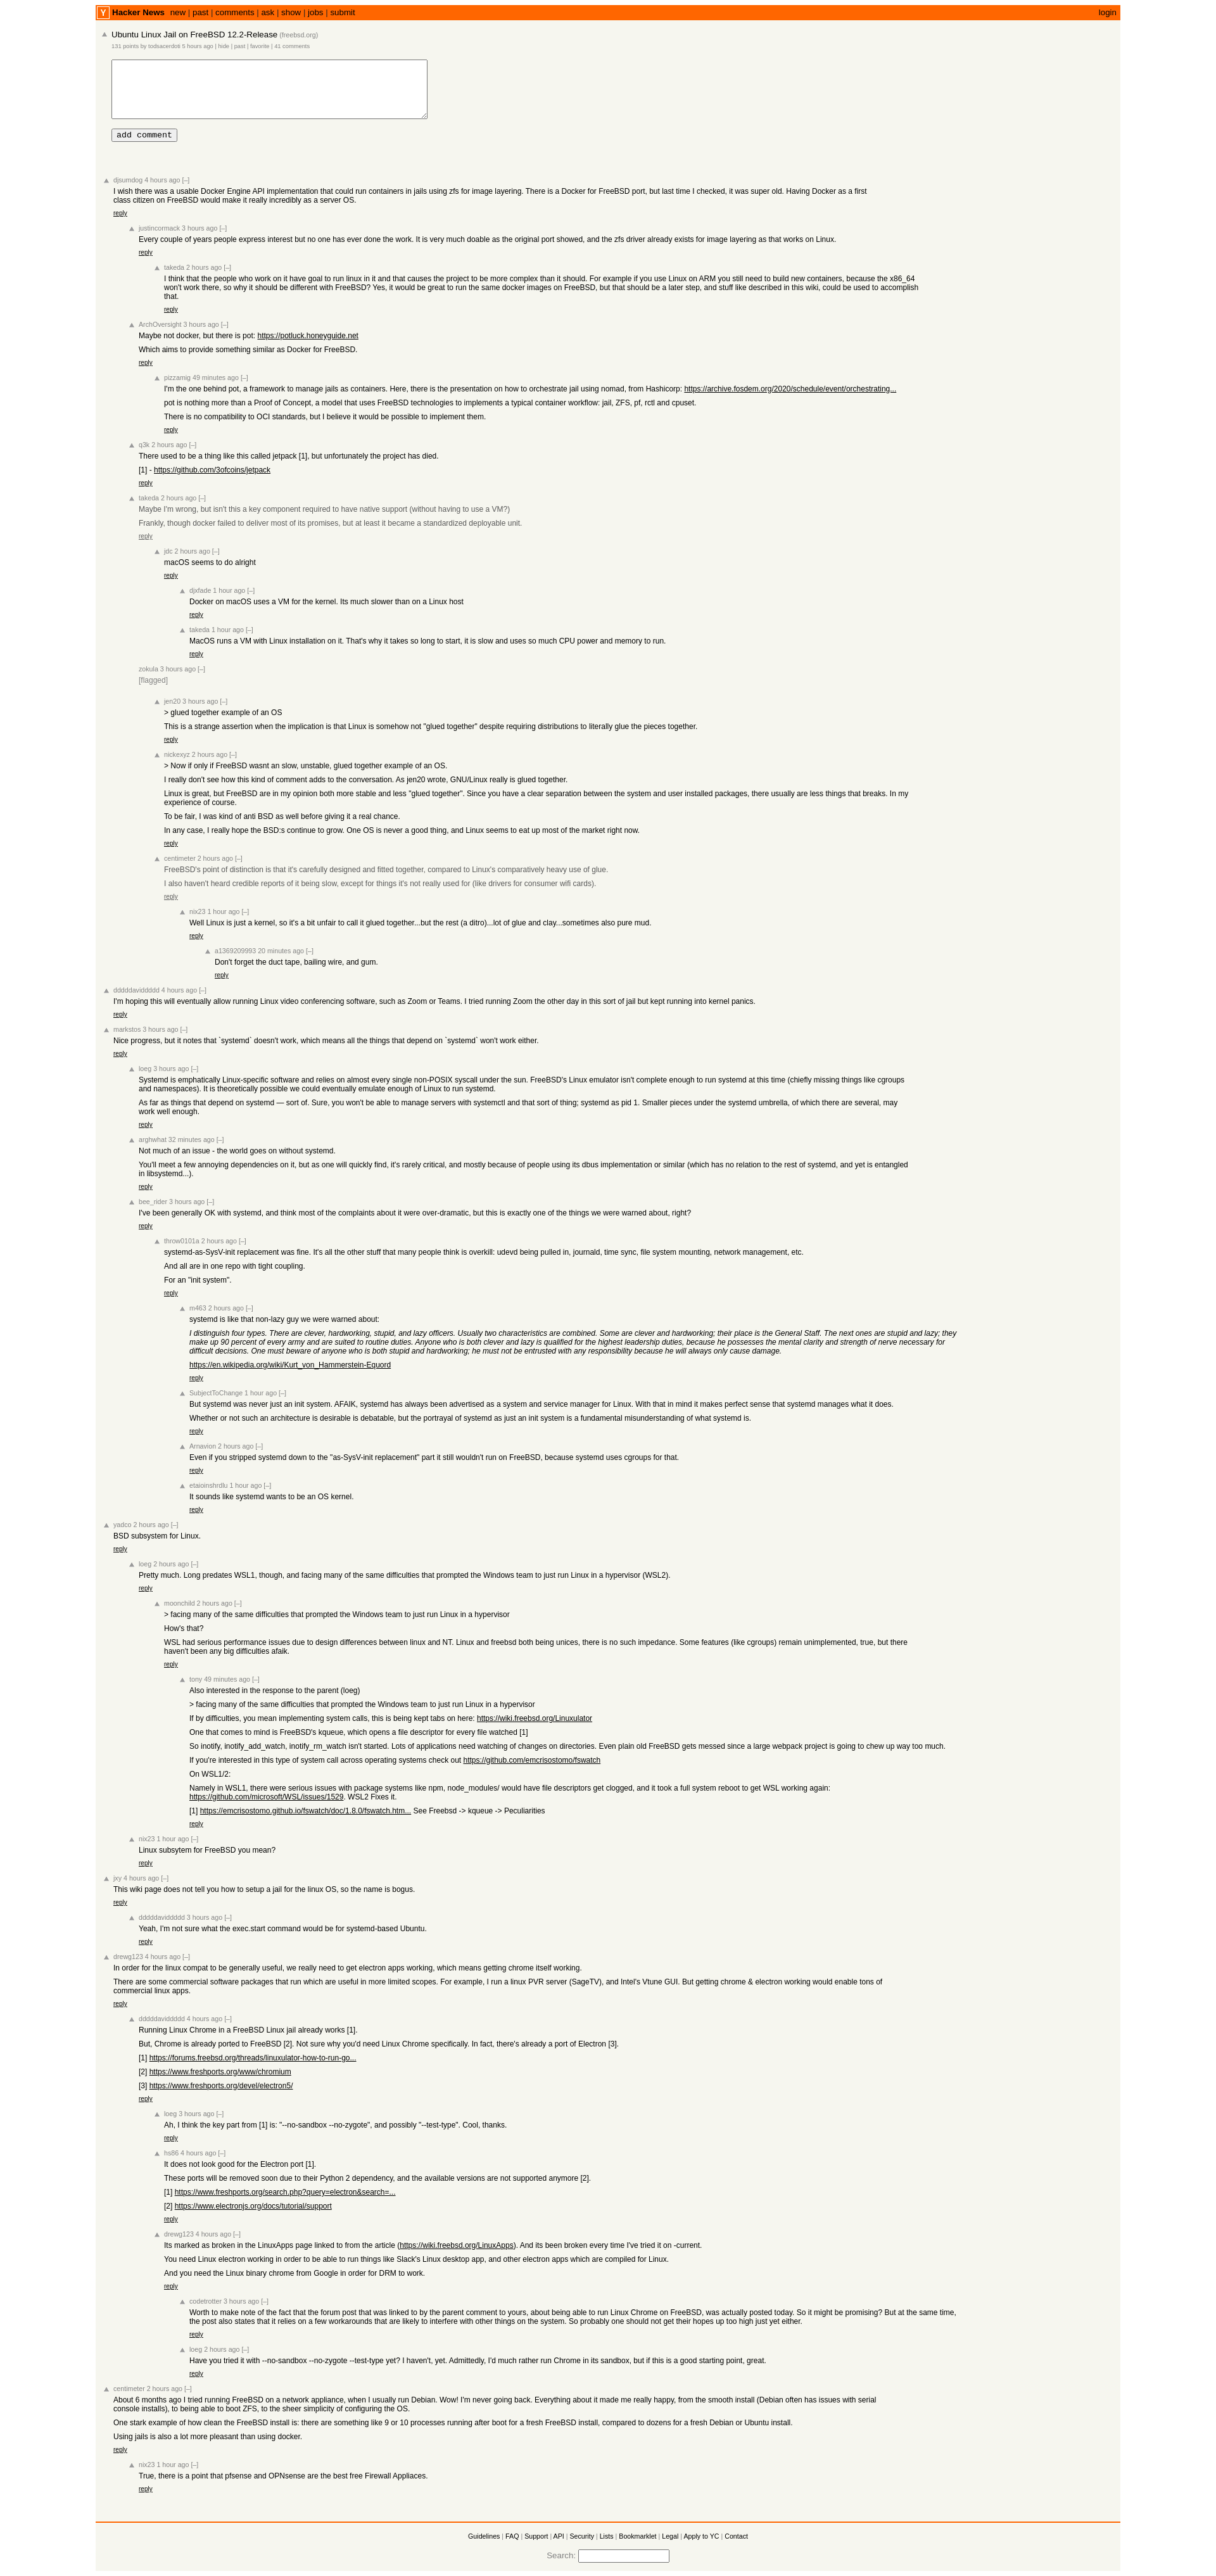 Y Hacker News new | past | comments | ask | show | jobs | submit login
Ubuntu Linux Jail on FreeBSD 12.2-Release (freebsd.org)
131 points by todsacerdoti 5 hours ago | hide | past | favorite | 41 comments
add comment
djsumdog 4 hours ago [–]
I wish there was a usable Docker Engine API implementation that could run containers in jails using zfs for image layering. There is a Docker for FreeBSD port, but last time I checked, it was super old. Having Docker as a first
class citizen on FreeBSD would make it really incredibly as a server OS.
reply
justincormack 3 hours ago [–]
Every couple of years people express interest but no one has ever done the work. It is very much doable as the original port showed, and the zfs driver already exists for image layering as that works on Linux.
reply
takeda 2 hours ago [–]
I think that the people who work on it have goal to run linux in it and that causes the project to be more complex than it should. For example if you use Linux on ARM you still need to build new containers, because the x86_64
won't work there, so why it should be different with FreeBSD? Yes, it would be great to run the same docker images on FreeBSD, but that should be a later step, and stuff like described in this wiki, could be used to accomplish
that.
reply
ArchOversight 3 hours ago [–]
Maybe not docker, but there is pot: https://potluck.honeyguide.net
Which aims to provide something similar as Docker for FreeBSD.
reply
pizzamig 49 minutes ago [–]
I'm the one behind pot, a framework to manage jails as containers. Here, there is the presentation on how to orchestrate jail using nomad, from Hashicorp: https://archive.fosdem.org/2020/schedule/event/orchestrating...
pot is nothing more than a Proof of Concept, a model that uses FreeBSD technologies to implements a typical container workflow: jail, ZFS, pf, rctl and cpuset.
There is no compatibility to OCI standards, but I believe it would be possible to implement them.
reply
q3k 2 hours ago [–]
There used to be a thing like this called jetpack [1], but unfortunately the project has died.
[1] - https://github.com/3ofcoins/jetpack
reply
takeda 2 hours ago [–]
Maybe I'm wrong, but isn't this a key component required to have native support (without having to use a VM?)
Frankly, though docker failed to deliver most of its promises, but at least it became a standardized deployable unit.
reply
jdc 2 hours ago [–]
macOS seems to do alright
reply
djxfade 1 hour ago [–]
Docker on macOS uses a VM for the kernel. Its much slower than on a Linux host
reply
takeda 1 hour ago [–]
MacOS runs a VM with Linux installation on it. That's why it takes so long to start, it is slow and uses so much CPU power and memory to run.
reply
zokula 3 hours ago [–]
[flagged]
jen20 3 hours ago [–]
> glued together example of an OS
This is a strange assertion when the implication is that Linux is somehow not "glued together" despite requiring distributions to literally glue the pieces together.
reply
nickexyz 2 hours ago [–]
> Now if only if FreeBSD wasnt an slow, unstable, glued together example of an OS.
I really don't see how this kind of comment adds to the conversation. As jen20 wrote, GNU/Linux really is glued together.
Linux is great, but FreeBSD are in my opinion both more stable and less "glued together". Since you have a clear separation between the system and user installed packages, there usually are less things that breaks. In my
experience of course.
To be fair, I was kind of anti BSD as well before giving it a real chance.
In any case, I really hope the BSD:s continue to grow. One OS is never a good thing, and Linux seems to eat up most of the market right now.
reply
centimeter 2 hours ago [–]
FreeBSD's point of distinction is that it's carefully designed and fitted together, compared to Linux's comparatively heavy use of glue.
I also haven't heard credible reports of it being slow, except for things it's not really used for (like drivers for consumer wifi cards).
reply
nix23 1 hour ago [–]
Well Linux is just a kernel, so it's a bit unfair to call it glued together...but the rest (a ditro)...lot of glue and clay...sometimes also pure mud.
reply
a1369209993 20 minutes ago [–]
Don't forget the duct tape, bailing wire, and gum.
reply
dddddaviddddd 4 hours ago [–]
I'm hoping this will eventually allow running Linux video conferencing software, such as Zoom or Teams. I tried running Zoom the other day in this sort of jail but kept running into kernel panics.
reply
markstos 3 hours ago [–]
Nice progress, but it notes that `systemd` doesn't work, which means all the things that depend on `systemd` won't work either.
reply
loeg 3 hours ago [–]
Systemd is emphatically Linux-specific software and relies on almost every single non-POSIX syscall under the sun. FreeBSD's Linux emulator isn't complete enough to run systemd at this time (chiefly missing things like cgroups
and namespaces). It is theoretically possible we could eventually emulate enough of Linux to run systemd.
As far as things that depend on systemd — sort of. Sure, you won't be able to manage servers with systemctl and that sort of thing; systemd as pid 1. Smaller pieces under the systemd umbrella, of which there are several, may
work well enough.
reply
arghwhat 32 minutes ago [–]
Not much of an issue - the world goes on without systemd.
You'll meet a few annoying dependencies on it, but as one will quickly find, it's rarely critical, and mostly because of people using its dbus implementation or similar (which has no relation to the rest of systemd, and yet is entangled
in libsystemd...).
reply
bee_rider 3 hours ago [–]
I've been generally OK with systemd, and think most of the complaints about it were over-dramatic, but this is exactly one of the things we were warned about, right?
reply
throw0101a 2 hours ago [–]
systemd-as-SysV-init replacement was fine. It's all the other stuff that many people think is overkill: udevd being pulled in, journald, time sync, file system mounting, network management, etc.
And all are in one repo with tight coupling.
For an "init system".
reply
m463 2 hours ago [–]
systemd is like that non-lazy guy we were warned about:
I distinguish four types. There are clever, hardworking, stupid, and lazy officers. Usually two characteristics are combined. Some are clever and hardworking; their place is the General Staff. The next ones are stupid and lazy; they
make up 90 percent of every army and are suited to routine duties. Anyone who is both clever and lazy is qualified for the highest leadership duties, because he possesses the mental clarity and strength of nerve necessary for
difficult decisions. One must beware of anyone who is both stupid and hardworking; he must not be entrusted with any responsibility because he will always only cause damage.
https://en.wikipedia.org/wiki/Kurt_von_Hammerstein-Equord
reply
SubjectToChange 1 hour ago [–]
But systemd was never just an init system. AFAIK, systemd has always been advertised as a system and service manager for Linux. With that in mind it makes perfect sense that systemd manages what it does.
Whether or not such an architecture is desirable is debatable, but the portrayal of systemd as just an init system is a fundamental misunderstanding of what systemd is.
reply
Arnavion 2 hours ago [–]
Even if you stripped systemd down to the "as-SysV-init replacement" part it still wouldn't run on FreeBSD, because systemd uses cgroups for that.
reply
etaioinshrdlu 1 hour ago [–]
It sounds like systemd wants to be an OS kernel.
reply
yadco 2 hours ago [–]
BSD subsystem for Linux.
reply
loeg 2 hours ago [–]
Pretty much. Long predates WSL1, though, and facing many of the same difficulties that prompted the Windows team to just run Linux in a hypervisor (WSL2).
reply
moonchild 2 hours ago [–]
> facing many of the same difficulties that prompted the Windows team to just run Linux in a hypervisor
How's that?
WSL had serious performance issues due to design differences between linux and NT. Linux and freebsd both being unices, there is no such impedance. Some features (like cgroups) remain unimplemented, true, but there
haven't been any big difficulties afaik.
reply
tony 49 minutes ago [–]
Also interested in the response to the parent (loeg)
> facing many of the same difficulties that prompted the Windows team to just run Linux in a hypervisor
If by difficulties, you mean implementing system calls, this is being kept tabs on here: https://wiki.freebsd.org/Linuxulator
One that comes to mind is FreeBSD's kqueue, which opens a file descriptor for every file watched [1]
So inotify, inotify_add_watch, inotify_rm_watch isn't started. Lots of applications need watching of changes on directories. Even plain old FreeBSD gets messed since a large webpack project is going to chew up way too much.
If you're interested in this type of system call across operating systems check out https://github.com/emcrisostomo/fswatch
On WSL1/2:
Namely in WSL1, there were serious issues with package systems like npm, node_modules/ would have file descriptors get clogged, and it took a full system reboot to get WSL working again:
https://github.com/microsoft/WSL/issues/1529. WSL2 Fixes it.
[1] https://emcrisostomo.github.io/fswatch/doc/1.8.0/fswatch.htm... See Freebsd -> kqueue -> Peculiarities
reply
nix23 1 hour ago [–]
Linux subsytem for FreeBSD you mean?
reply
jxy 4 hours ago [–]
This wiki page does not tell you how to setup a jail for the linux OS, so the name is bogus.
reply
dddddaviddddd 3 hours ago [–]
Yeah, I'm not sure what the exec.start command would be for systemd-based Ubuntu.
reply
drewg123 4 hours ago [–]
In order for the linux compat to be generally useful, we really need to get electron apps working, which means getting chrome itself working.
There are some commercial software packages that run which are useful in more limited scopes. For example, I run a linux PVR server (SageTV), and Intel's Vtune GUI. But getting chrome & electron working would enable tons of
commercial linux apps.
reply
dddddaviddddd 4 hours ago [–]
Running Linux Chrome in a FreeBSD Linux jail already works [1].
But, Chrome is already ported to FreeBSD [2]. Not sure why you'd need Linux Chrome specifically. In fact, there's already a port of Electron [3].
[1] https://forums.freebsd.org/threads/linuxulator-how-to-run-go...
[2] https://www.freshports.org/www/chromium
[3] https://www.freshports.org/devel/electron5/
reply
loeg 3 hours ago [–]
Ah, I think the key part from [1] is: "--no-sandbox --no-zygote", and possibly "--test-type". Cool, thanks.
reply
hs86 4 hours ago [–]
It does not look good for the Electron port [1].
These ports will be removed soon due to their Python 2 dependency, and the available versions are not supported anymore [2].
[1] https://www.freshports.org/search.php?query=electron&search=...
[2] https://www.electronjs.org/docs/tutorial/support
reply
drewg123 4 hours ago [–]
Its marked as broken in the LinuxApps page linked to from the article (https://wiki.freebsd.org/LinuxApps). And its been broken every time I've tried it on -current.
You need Linux electron working in order to be able to run things like Slack's Linux desktop app, and other electron apps which are compiled for Linux.
And you need the Linux binary chrome from Google in order for DRM to work.
reply
codetrotter 3 hours ago [–]
Worth to make note of the fact that the forum post that was linked to by the parent comment to yours, about being able to run Linux Chrome on FreeBSD, was actually posted today. So it might be promising? But at the same time,
the post also states that it relies on a few workarounds that are likely to interfere with other things on the system. So probably one should not get their hopes up too high just yet either.
reply
loeg 2 hours ago [–]
Have you tried it with --no-sandbox --no-zygote --test-type yet? I haven't, yet. Admittedly, I'd much rather run Chrome in its sandbox, but if this is a good starting point, great.
reply
centimeter 2 hours ago [–]
About 6 months ago I tried running FreeBSD on a network appliance, when I usually run Debian. Wow! I'm never going back. Everything about it made me really happy, from the smooth install (Debian often has issues with serial
console installs), to being able to boot ZFS, to the sheer simplicity of configuring the OS.
One stark example of how clean the FreeBSD install is: there are something like 9 or 10 processes running after boot for a fresh FreeBSD install, compared to dozens for a fresh Debian or Ubuntu install.
Using jails is also a lot more pleasant than using docker.
reply
nix23 1 hour ago [–]
True, there is a point that pfsense and OPNsense are the best free Firewall Appliaces.
reply
Guidelines | FAQ | Support | API | Security | Lists | Bookmarklet | Legal | Apply to YC | Contact
Search: